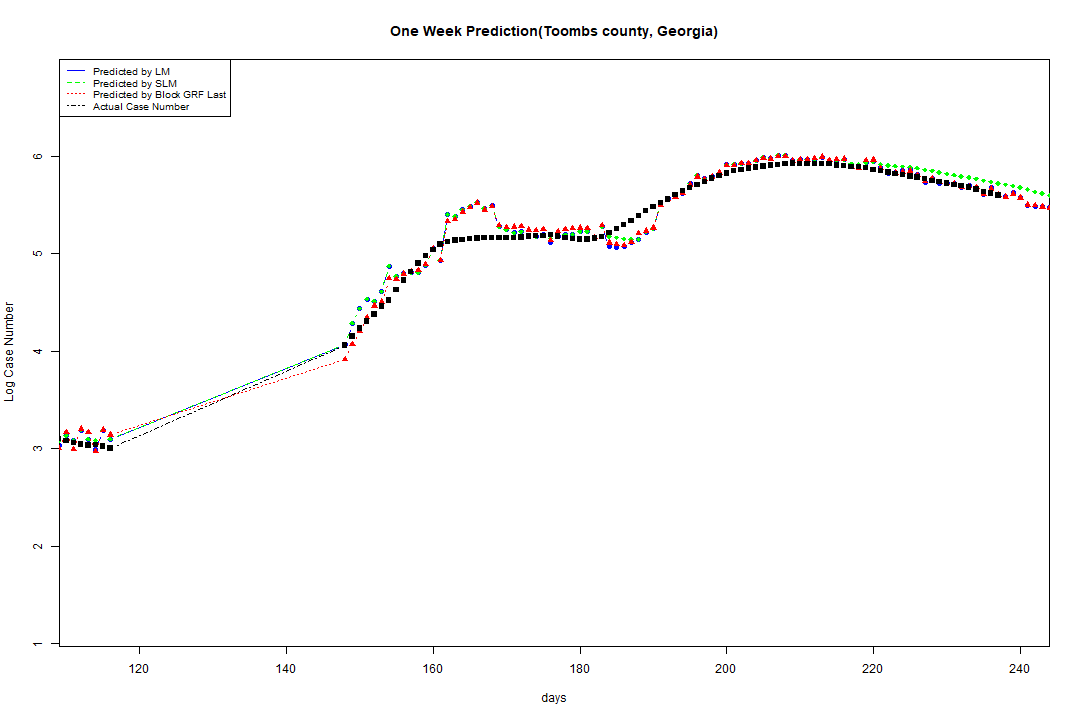 One Week Prediction(Toombs county, Georgia)
Predicted by LM
Predicted by SLM
Predicted by Block GRF Last
Actual Case Number
6
5
4
3
2
1
Log Case Number
120 140 160 180 200 220 240
days